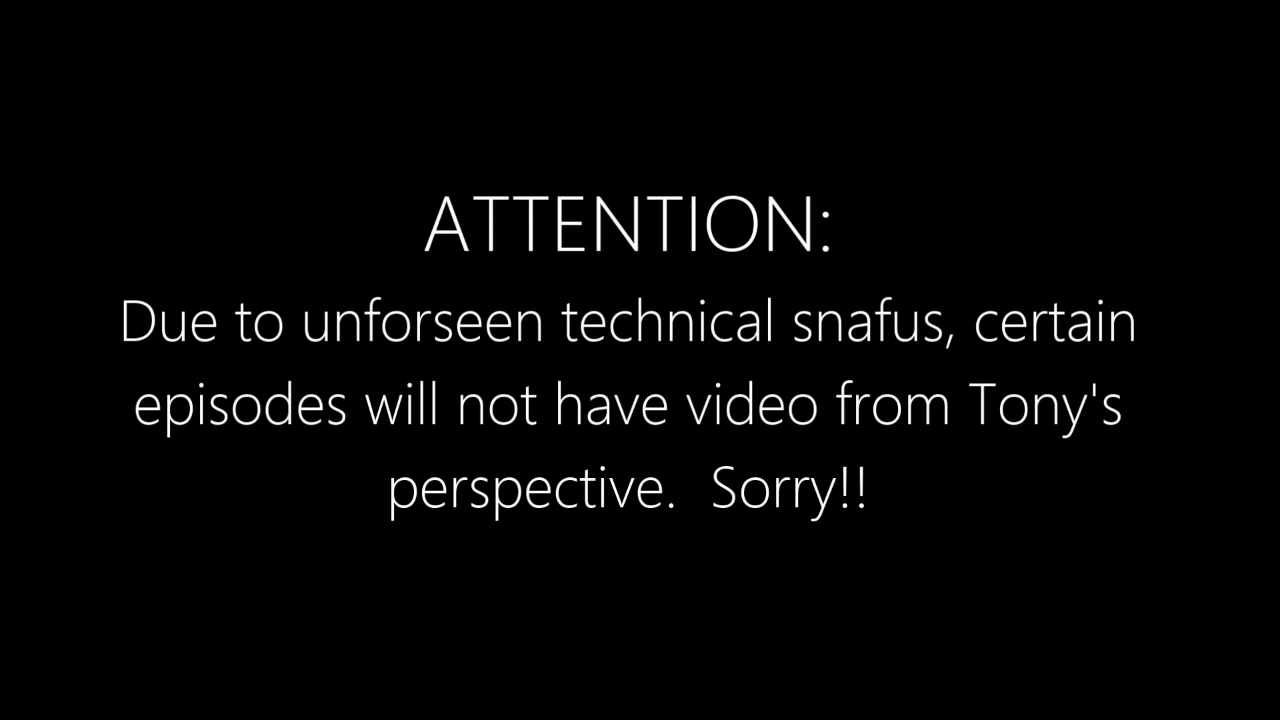 ATTENTION:
Due to unforseen technical snafus, certain
episodes will not have video from Tony's
perspective.  Sorry!!